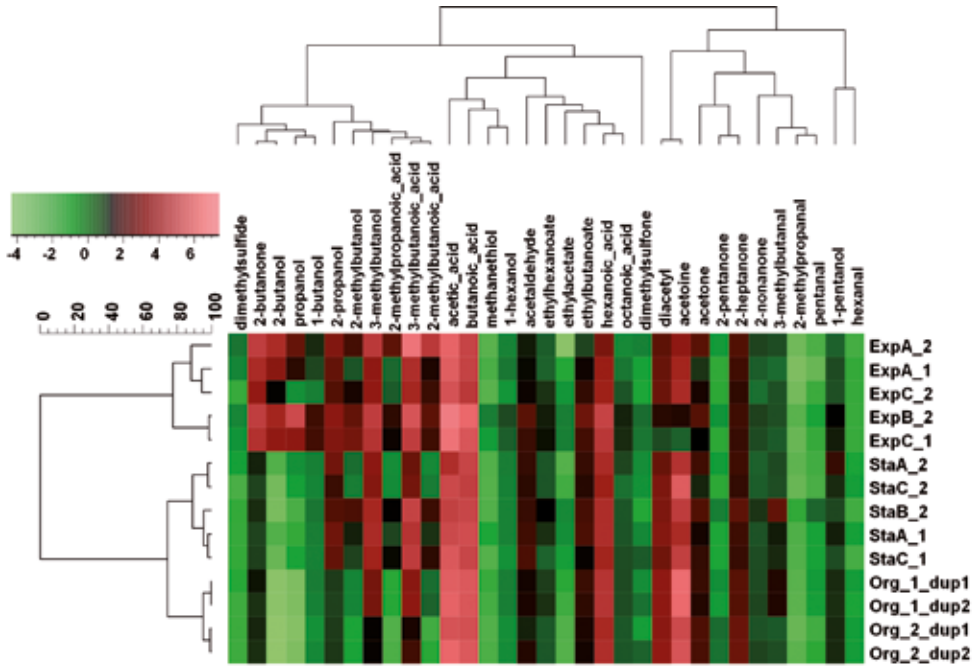 -4 -2 0 2 4 6
0 20 40 60 80 100
dimethylsulfide
2-butanone
2-butanol
propanol
1-butanol
2-propanol
2-methylbutanol
3-methylbutanol
2-methylpropanoic_acid
3-methylbutanoic_acid
2-methylbutanoic_acid
acetic_acid
butanoic_acid
methanethiol
1-hexanol
acetaldehyde
ethylhexanoate
ethylacetate
ethylbutanoate
hexanoic_acid
octanoic_acid
dimethylsulfone
diacetyl
acetoine
acetone
2-pentanone
2-heptanone
2-nonanone
3-methylbutanal
2-methylpropanal
pentanal
1-pentanol
hexanal
ExpA_2
ExpA_1
ExpC_2
ExpB_2
ExpC_1
StaA_2
StaC_2
StaB_2
StaA_1
StaC_1
Org_1_dup1
Org_1_dup2
Org_2_dup1
Org_2_dup2